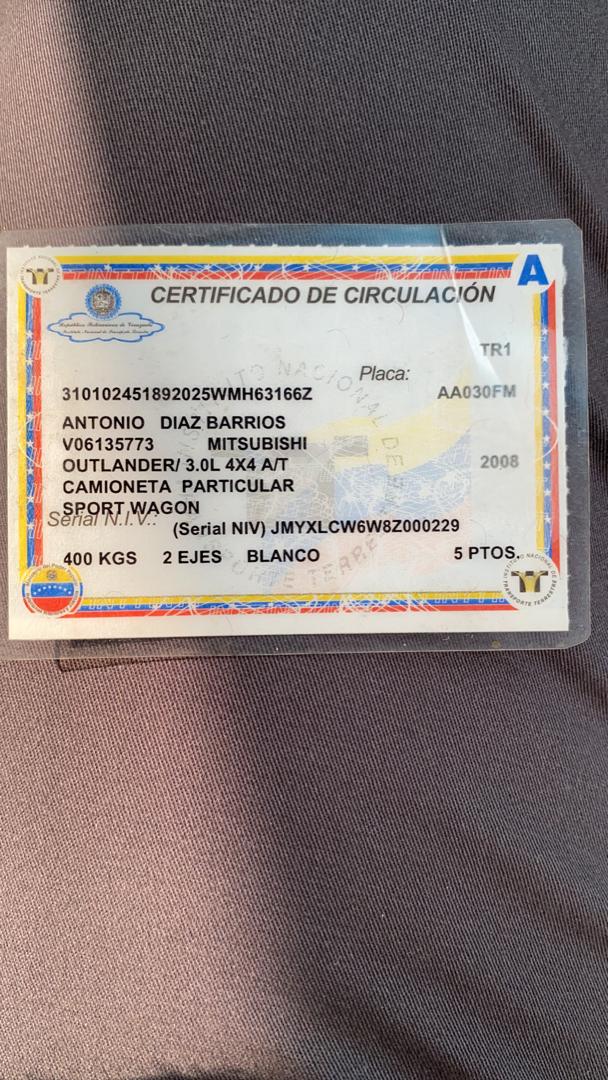 A
CERTIFICADO DE CIRCULACIÓN
República Bolivariana de Venezuela
Instituto Nacional de Transporte Terrestre
TR1
Placa:
310102451892025WMH63166Z AA030FM
ANTONIO DIAZ BARRIOS
V06135773 MITSUBISHI
OUTLANDER/ 3.0L 4X4 A/T 2008
CAMIONETA PARTICULAR
SPORT WAGON
Serial N.I.V.:
(Serial NIV) JMYXLCW6W8Z000229
400 KGS 2 EJES BLANCO 5 PTOS.
INSTITUTO NACIONAL DE TRANSPORTE TERRESTRE